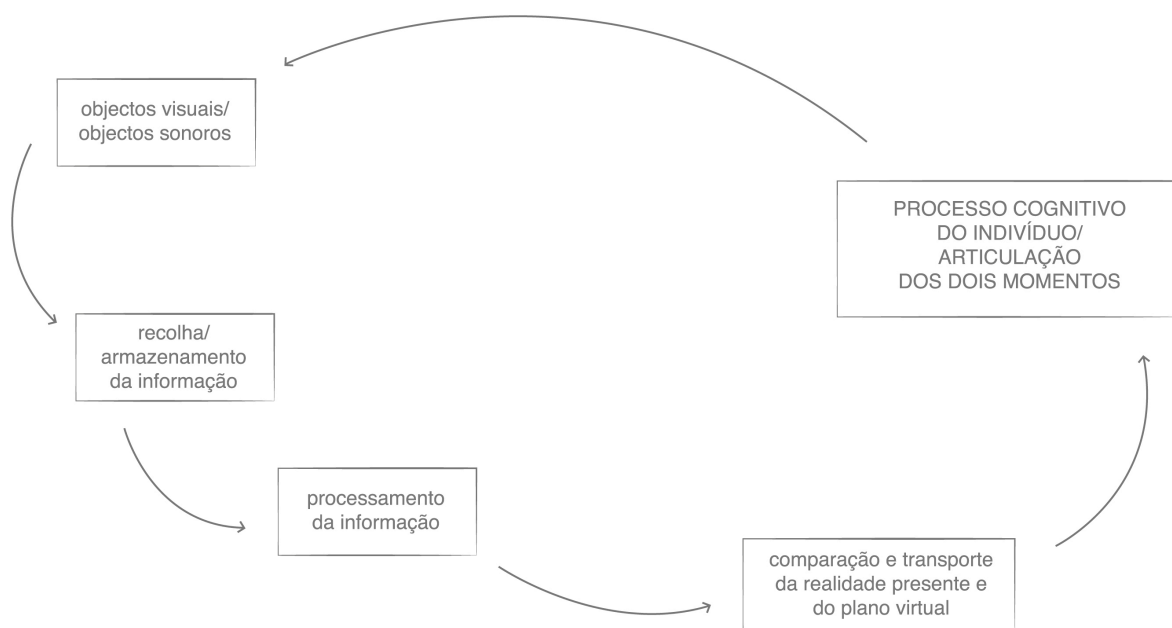 objectos visuais/
objectos sonoros
recolha/
armazenamento
da informação
processamento
da informação
comparação e transporte
da realidade presente e
do plano virtual
PROCESSO COGNITIVO
DO INDIVÍDUO/
ARTICULAÇÃO
DOS DOIS MOMENTOS